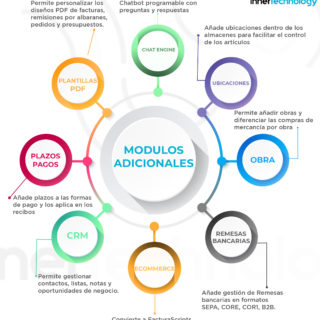 innertechnology
Permite personalizar los
diseños PDF de facturas,
remisiones por albaranes,
pedidos y presupuestos.
Chatbot programable con
preguntas y respuestas
CHAT ENGINE
Añade ubicaciones dentro de los
almacenes para facilitar el control
de los artículos
PLANTILLAS
PDF
UBICACIONES
Permite añadir obras y
diferenciar las compras de
mercancía por obra
MODULOS
ADICIONALES
PLAZOS
PAGOS
OBRA
Añade plazos a las formas
de pago y los aplica en los
recibos
CRM
REMESAS
BANCARIAS
Permite gestionar
contactos, listas, notas y
oportunidades de negocio.
ECOMMERCE
Añade gestión de Remesas
bancarias en formatos
SEPA, CORE, COR1, B2B.
Convierte a FacturaScripts